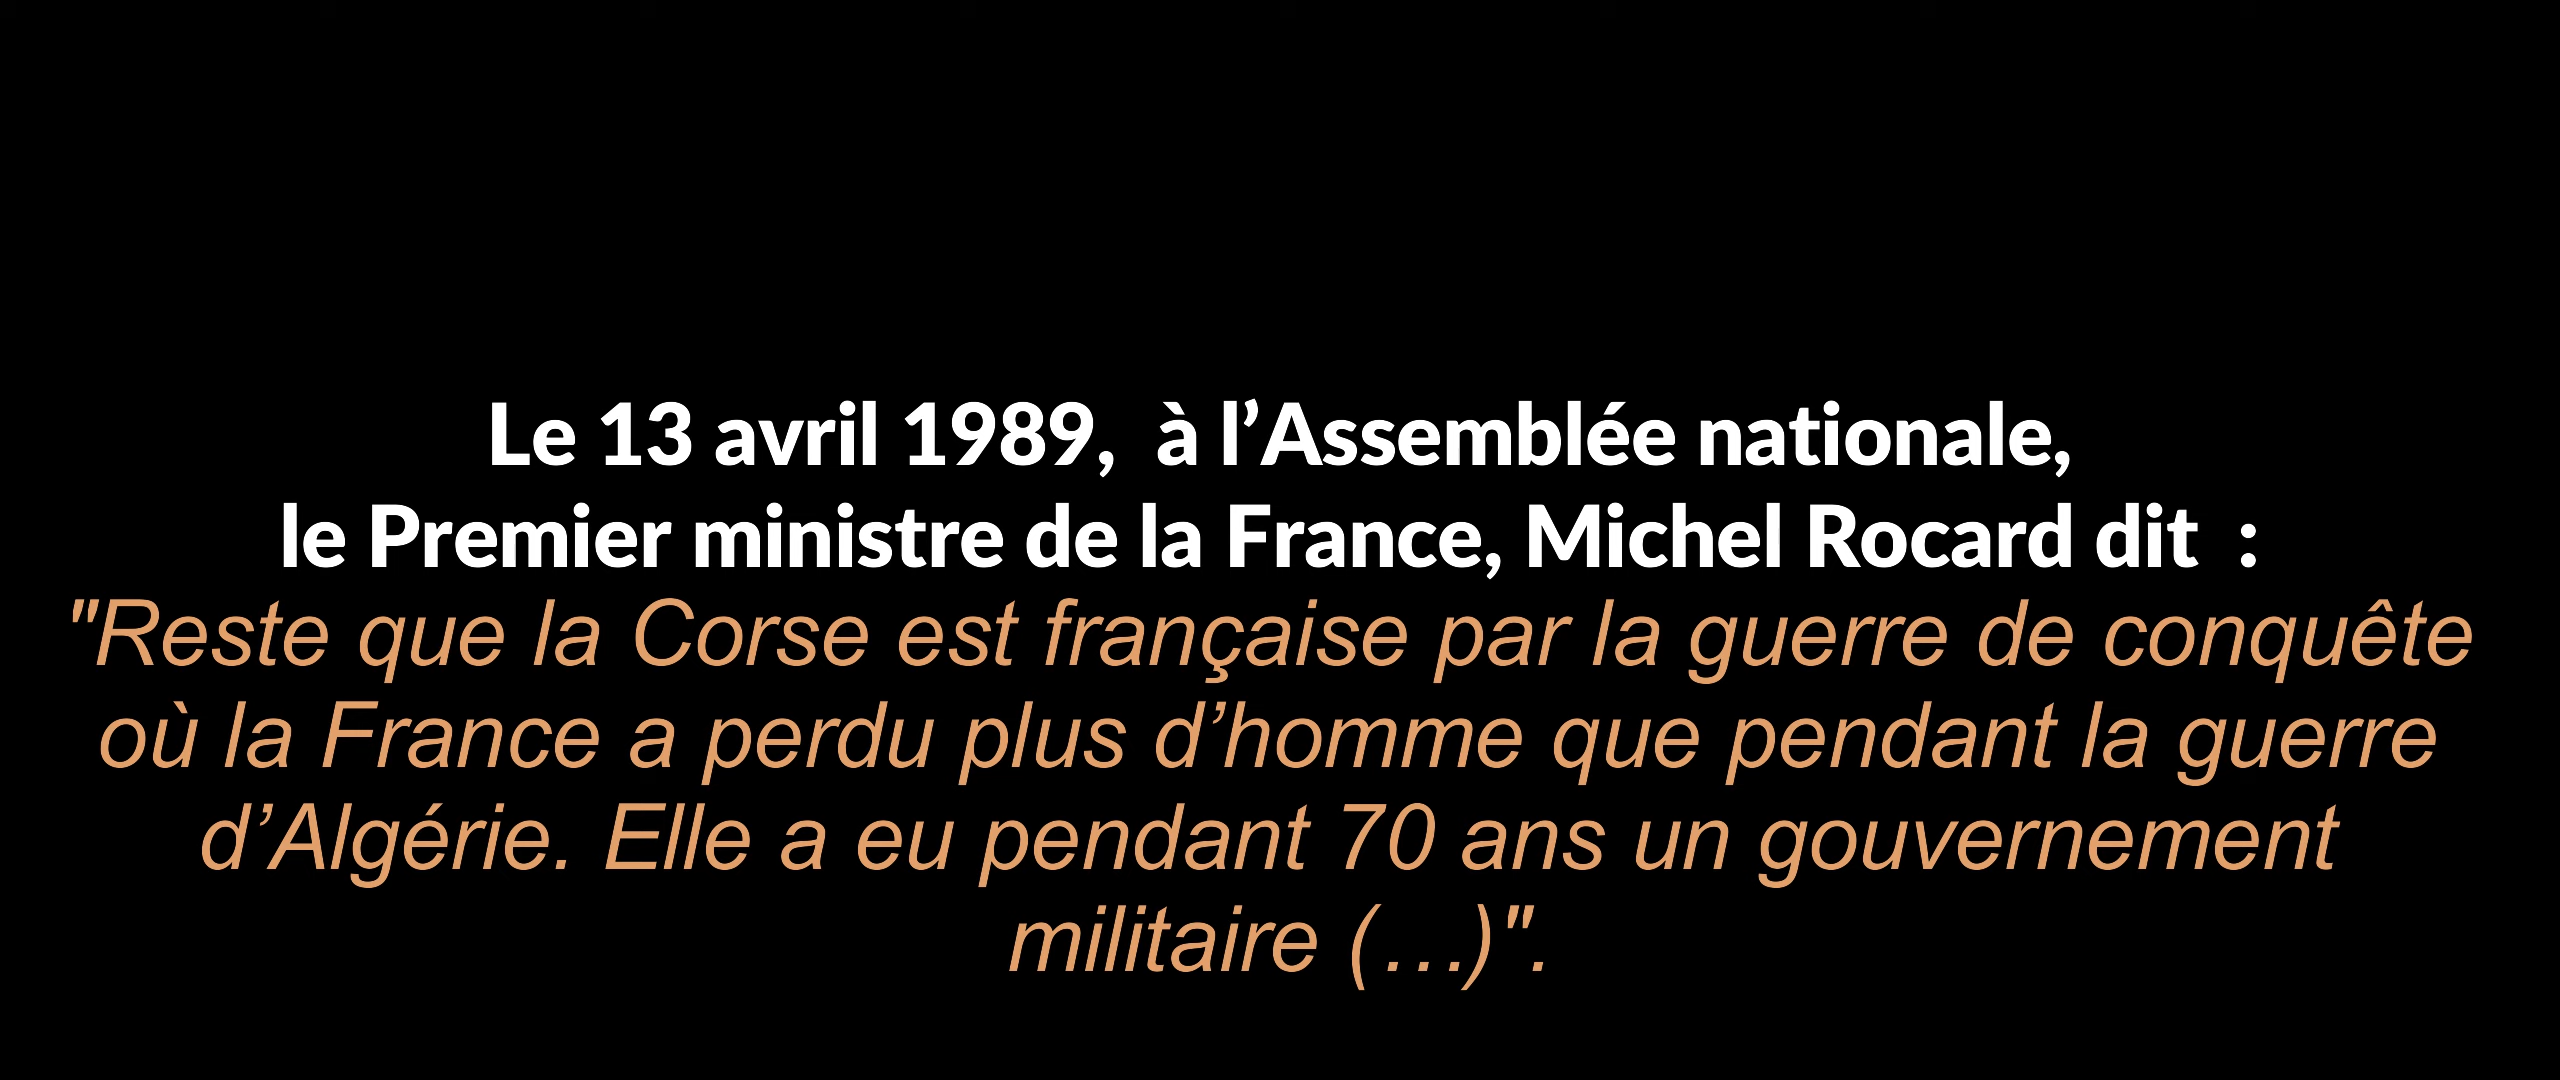 Le 13 avril 1989,  à l’Assemblée nationale,
le Premier ministre de la France, Michel Rocard dit  :
"Reste que la Corse est française par la guerre de conquête
où la France a perdu plus d’homme que pendant la guerre
d’Algérie. Elle a eu pendant 70 ans un gouvernement
militaire (…)".